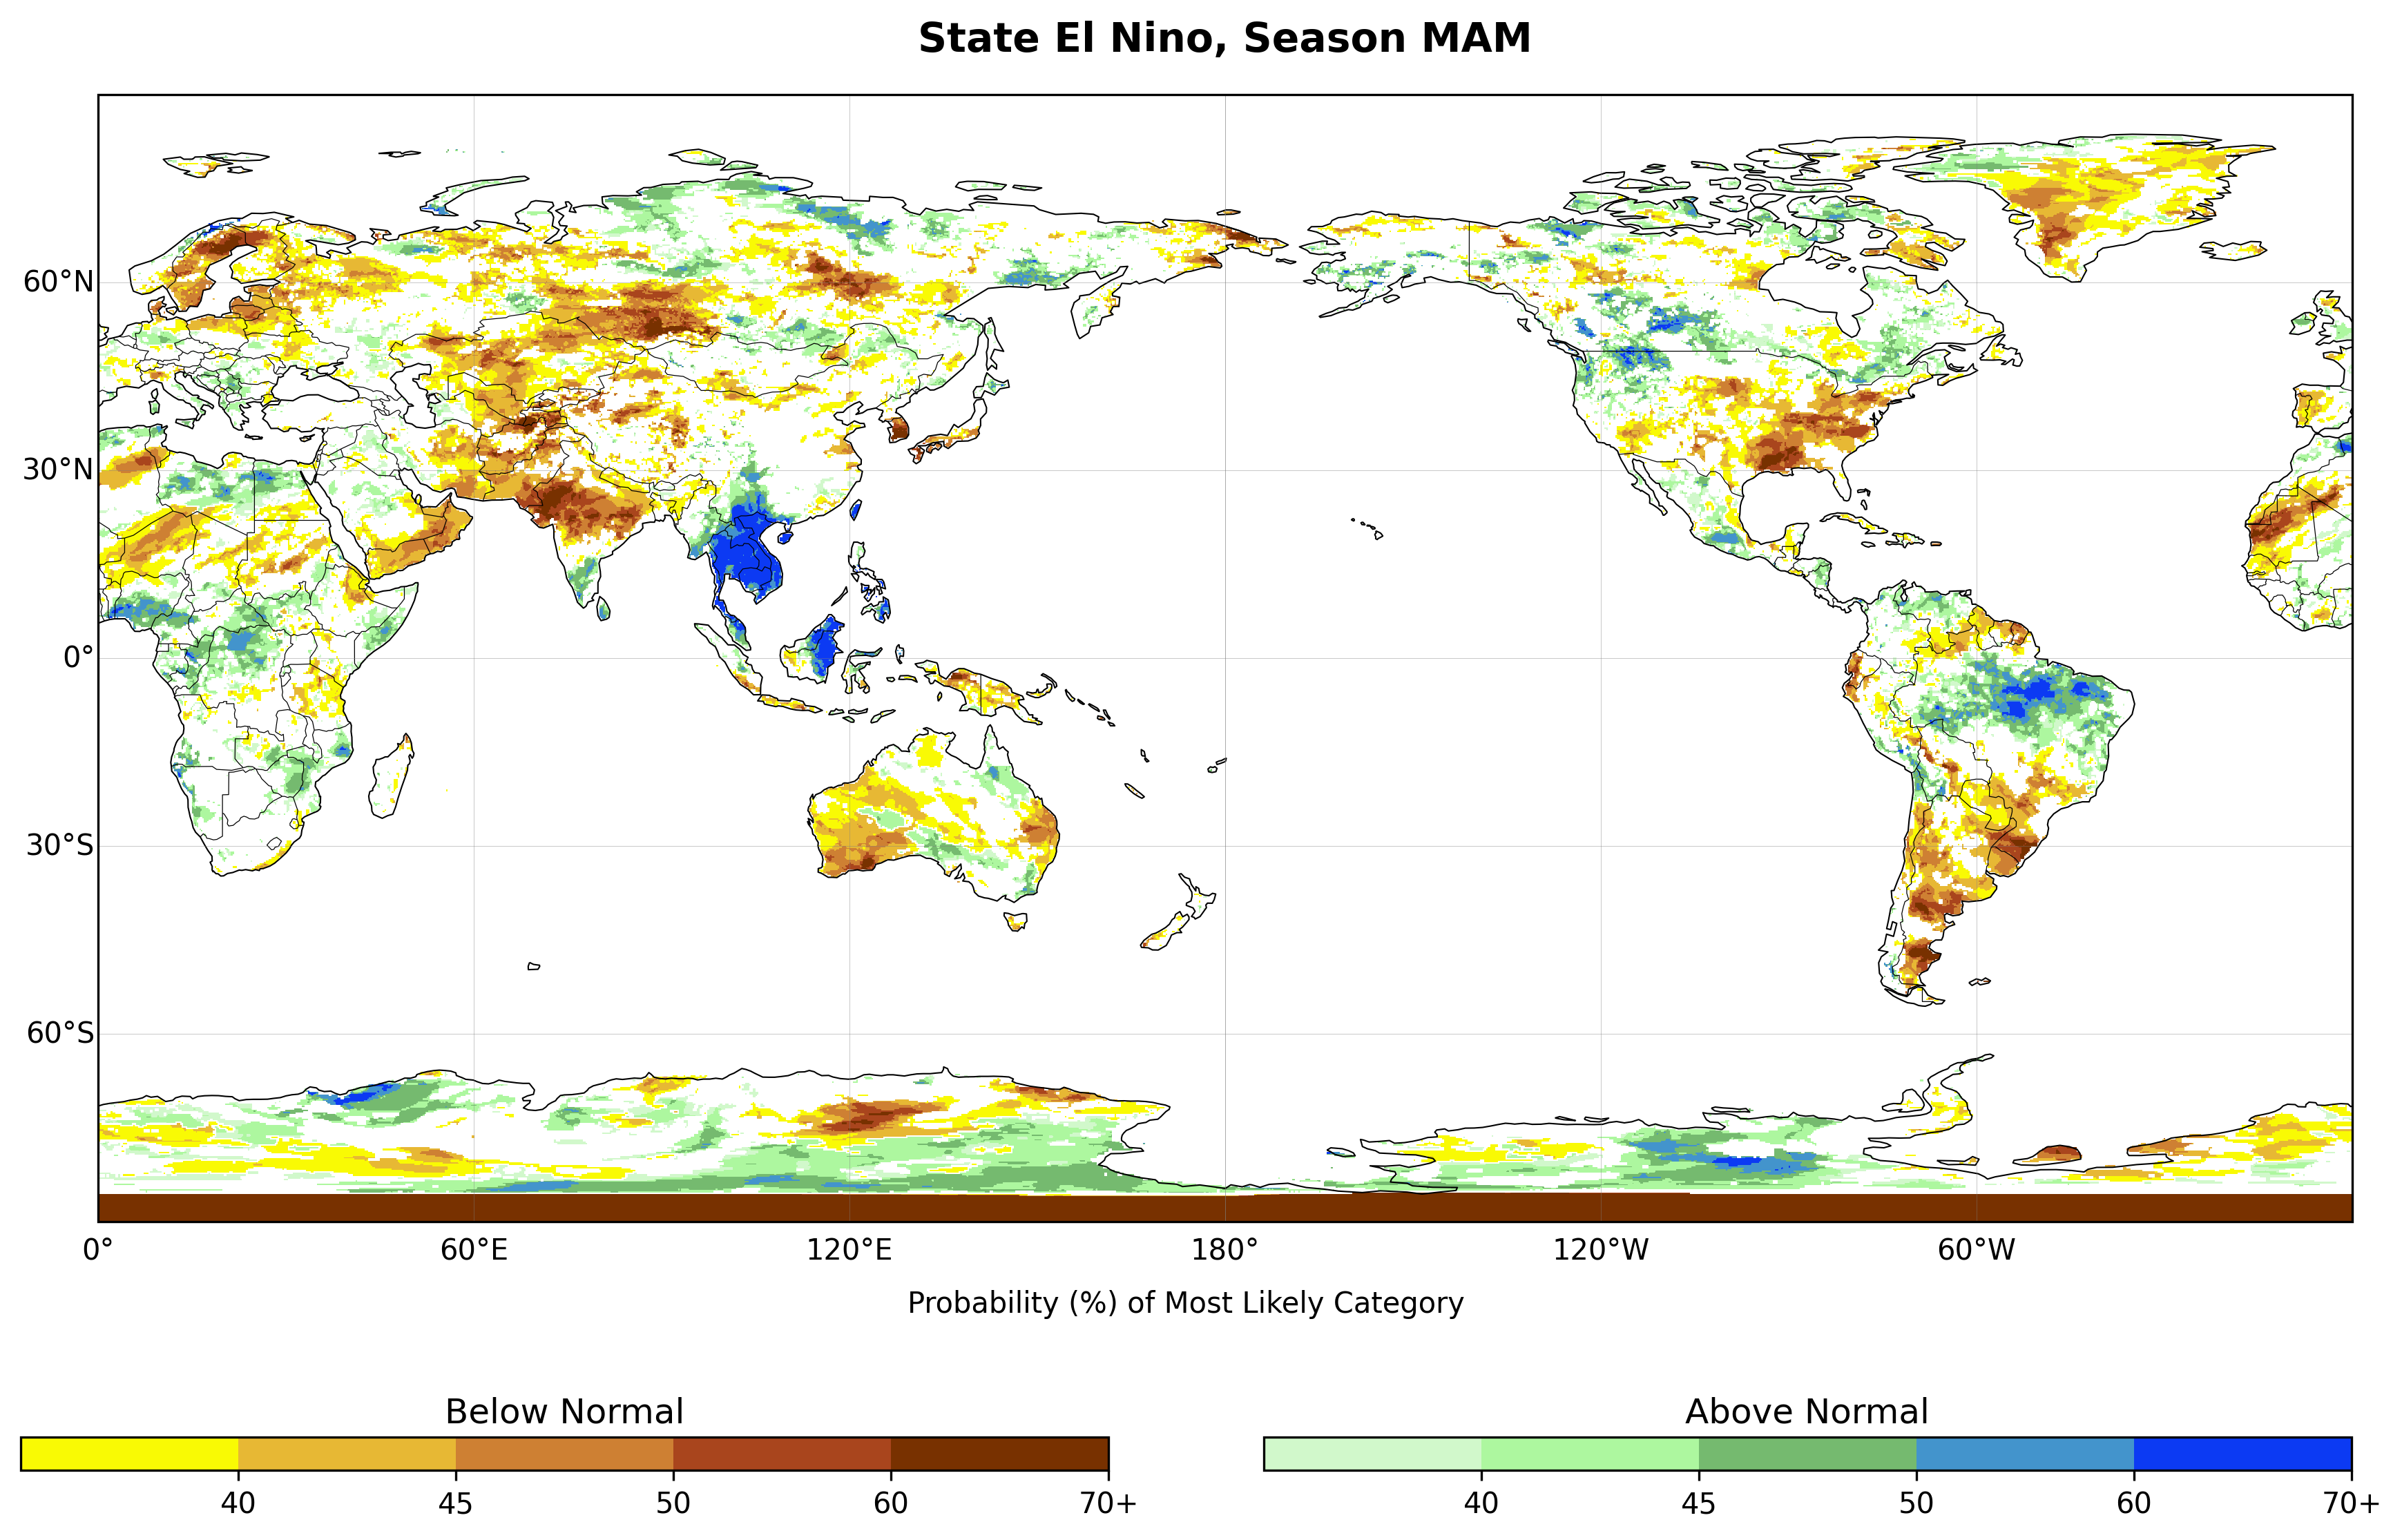 State El Nino, Season MAM
60°N
30°N
0°
30°S
60°S
0° 60°E 120°E 180° 120°W 60°W
Probability (%) of Most Likely Category
Below Normal
40 45 50 60 70+
Above Normal
40 45 50 60 70+